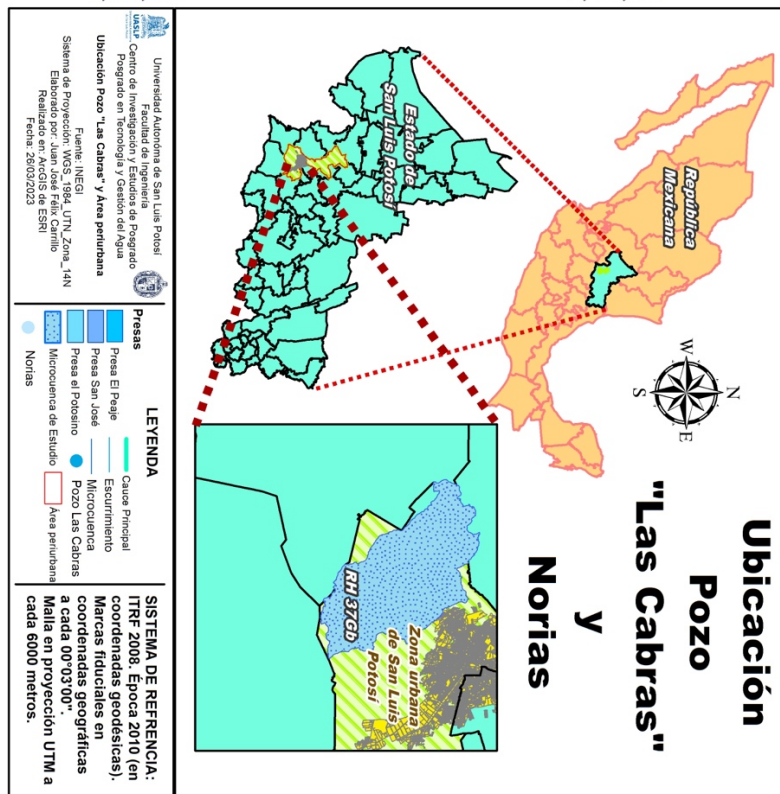 Ubicación
Pozo
"Las Cabras"
y
Norias
República
Mexicana
N
W
E
S
Estado de
San Luis Potosí
RH 37Gb
Zona urbana
de San Luis
Potosí
UASLP
Universidad Autónoma de San Luis Potosí
Facultad de Ingeniería
Centro de Investigación y Estudios de Posgrado
Posgrado en Tecnología y Gestión del Agua
Ubicación Pozo "Las Cabras" y Área periurbana
Fuente: INEGI
Sistema de Proyección: WGS_1984_UTN_Zona_14N
Elaborado por: Juan José Félix Carrillo
Realizado en: ArcGIS de ESRI
Fecha: 26/03/2023
LEYENDA
Presas
Presa El Peaje
Presa San José
Presa el Potosino
Microcuenca de Estudio
Norias
Cauce Principal
Escurrimiento
Microcuenca
Pozo Las Cabras
Área periurbana
SISTEMA DE REFRENCIA:
ITRF 2008, Época 2010 (en
coordenadas geodésicas).
Marcas fiduciales en
coordenadas geográficas
a cada 00°03'00".
Malla en proyección UTM a
cada 6000 metros.